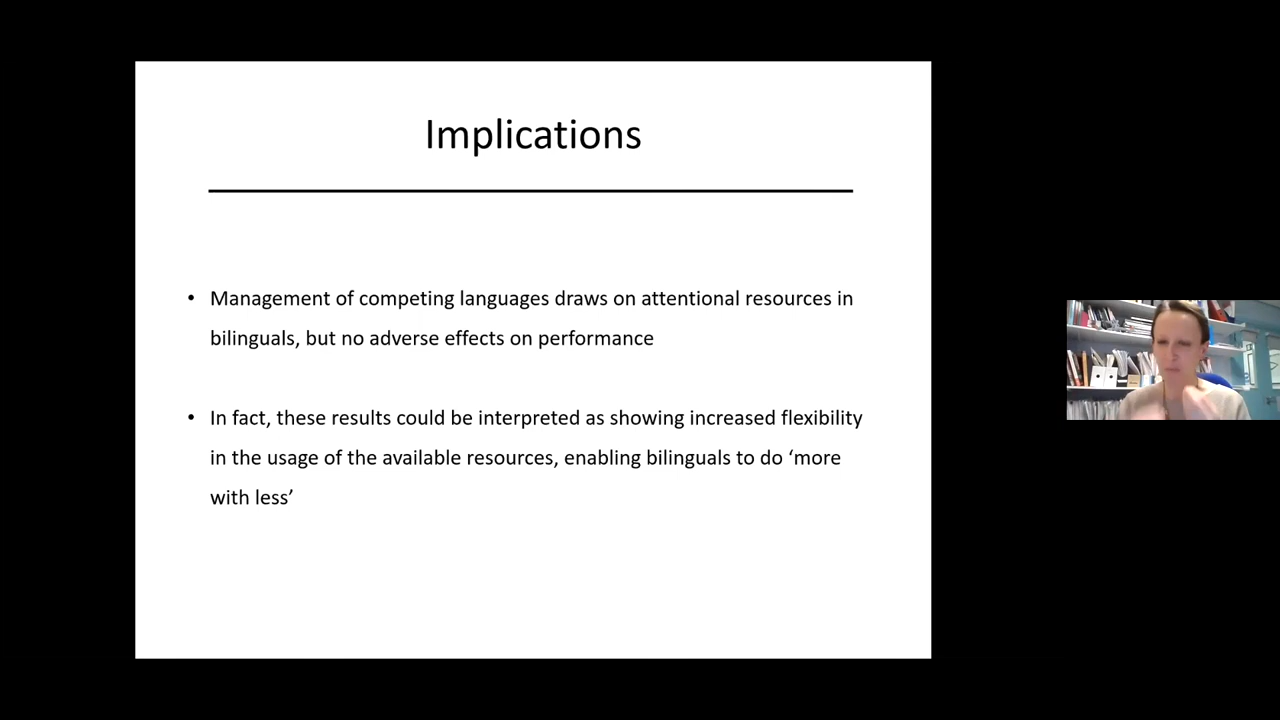 Implications
• Management of competing languages draws on attentional resources in
bilinguals, but no adverse effects on performance
• In fact, these results could be interpreted as showing increased flexibility
in the usage of the available resources, enabling bilinguals to do ‘more
with less’